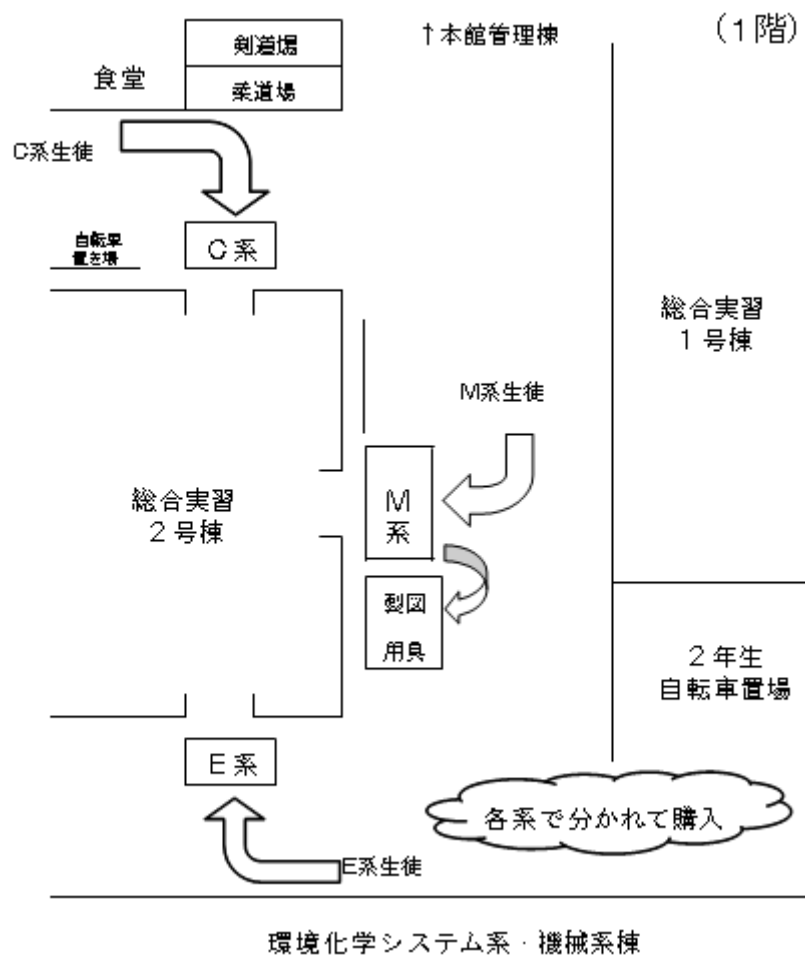 (1階)
↑本館管理棟
剣道場
食堂
柔道場
C系生徒
自転車
置き場
C系
総合実習
1号棟
M系生徒
総合実習
2号棟
M
系
製図
用具
2年生
自転車置場
E系
各系で分かれて購入
E系生徒
環境化学システム系・機械系棟